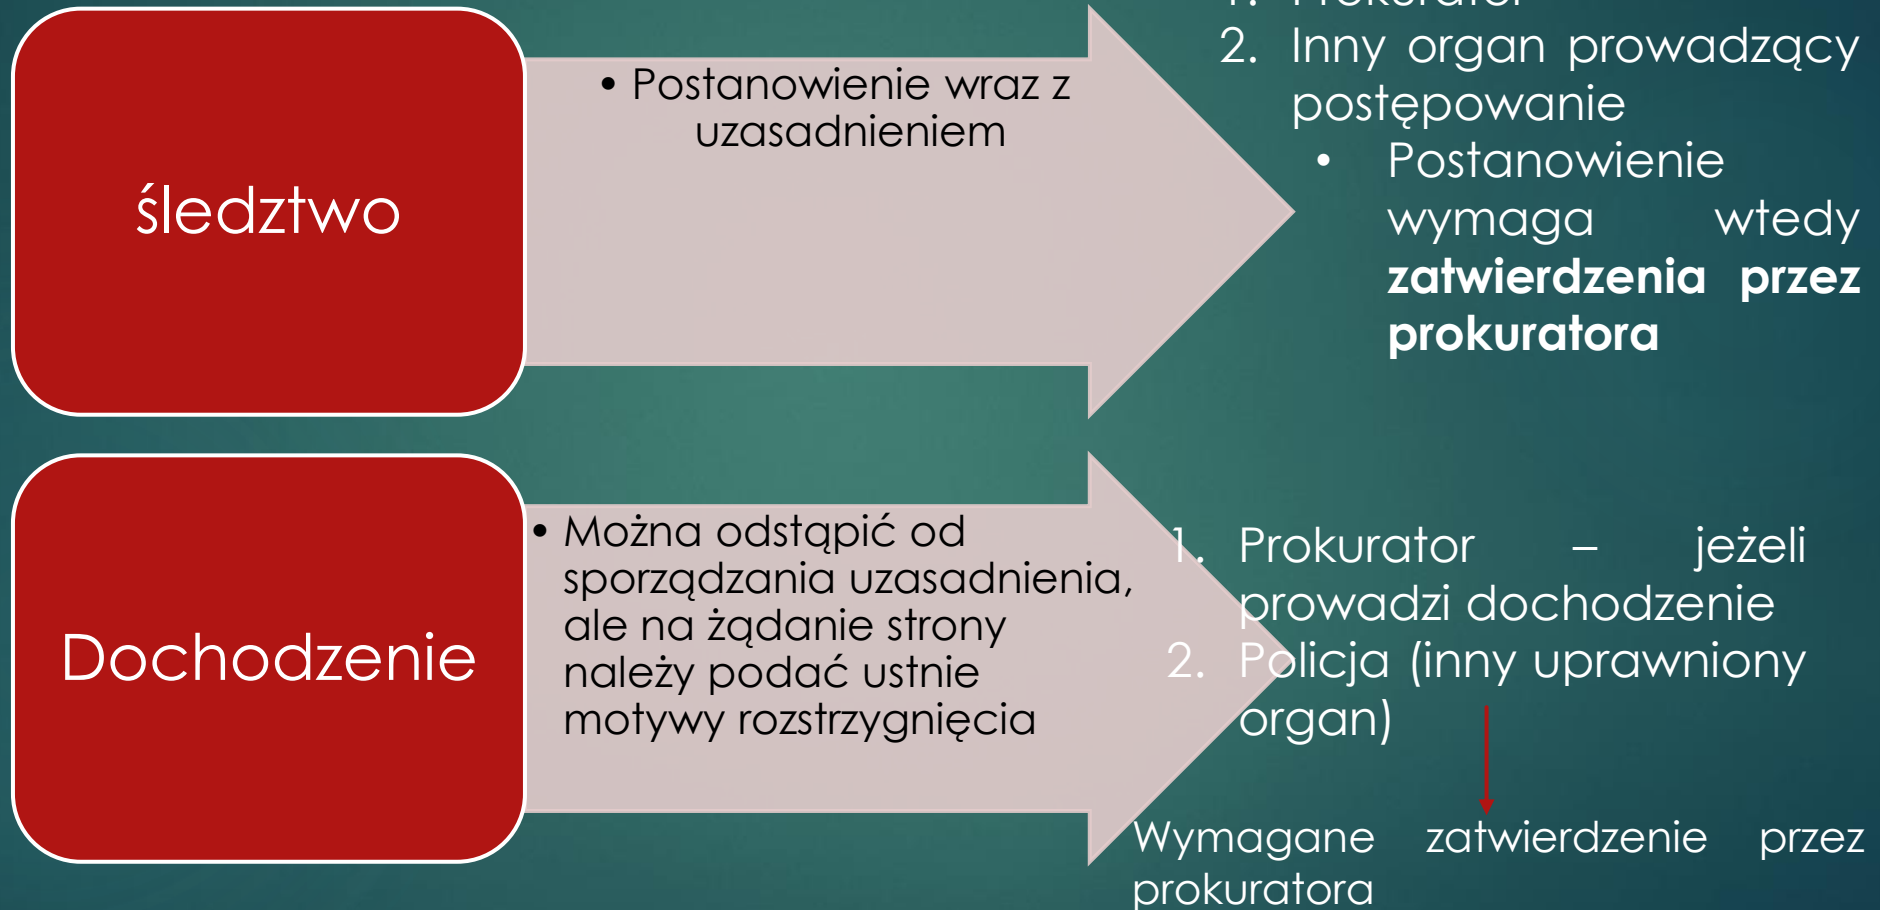 śledztwo
• Postanowienie wraz z
uzasadnieniem
1. Prokurator
2. Inny organ prowadzący
postępowanie
• Postanowienie
wymaga wtedy
zatwierdzenia przez
prokuratora
Dochodzenie
• Można odstąpić od
sporządzania uzasadnienia,
ale na żądanie strony
należy podać ustnie
motywy rozstrzygnięcia
1. Prokurator – jeżeli
prowadzi dochodzenie
2. Policja (inny uprawniony
organ)
Wymagane zatwierdzenie przez
prokuratora